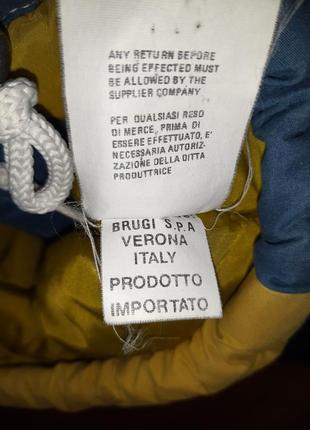 ANY RETURN BEFORE
BEING EFFECTED MUST
BE ALLOWED BY THE
SUPPLIER COMPANY
PER QUALSIASI RESO
DI MERCE, PRIMA DI
ESSERE EFFETTUATO, E'
NECESSARIA AUTORIZ-
ZAZIONE DELLA DITTA
PRODUTTRICE
BRUGI S.P.A
VERONA
ITALY
PRODOTTO
IMPORTATO